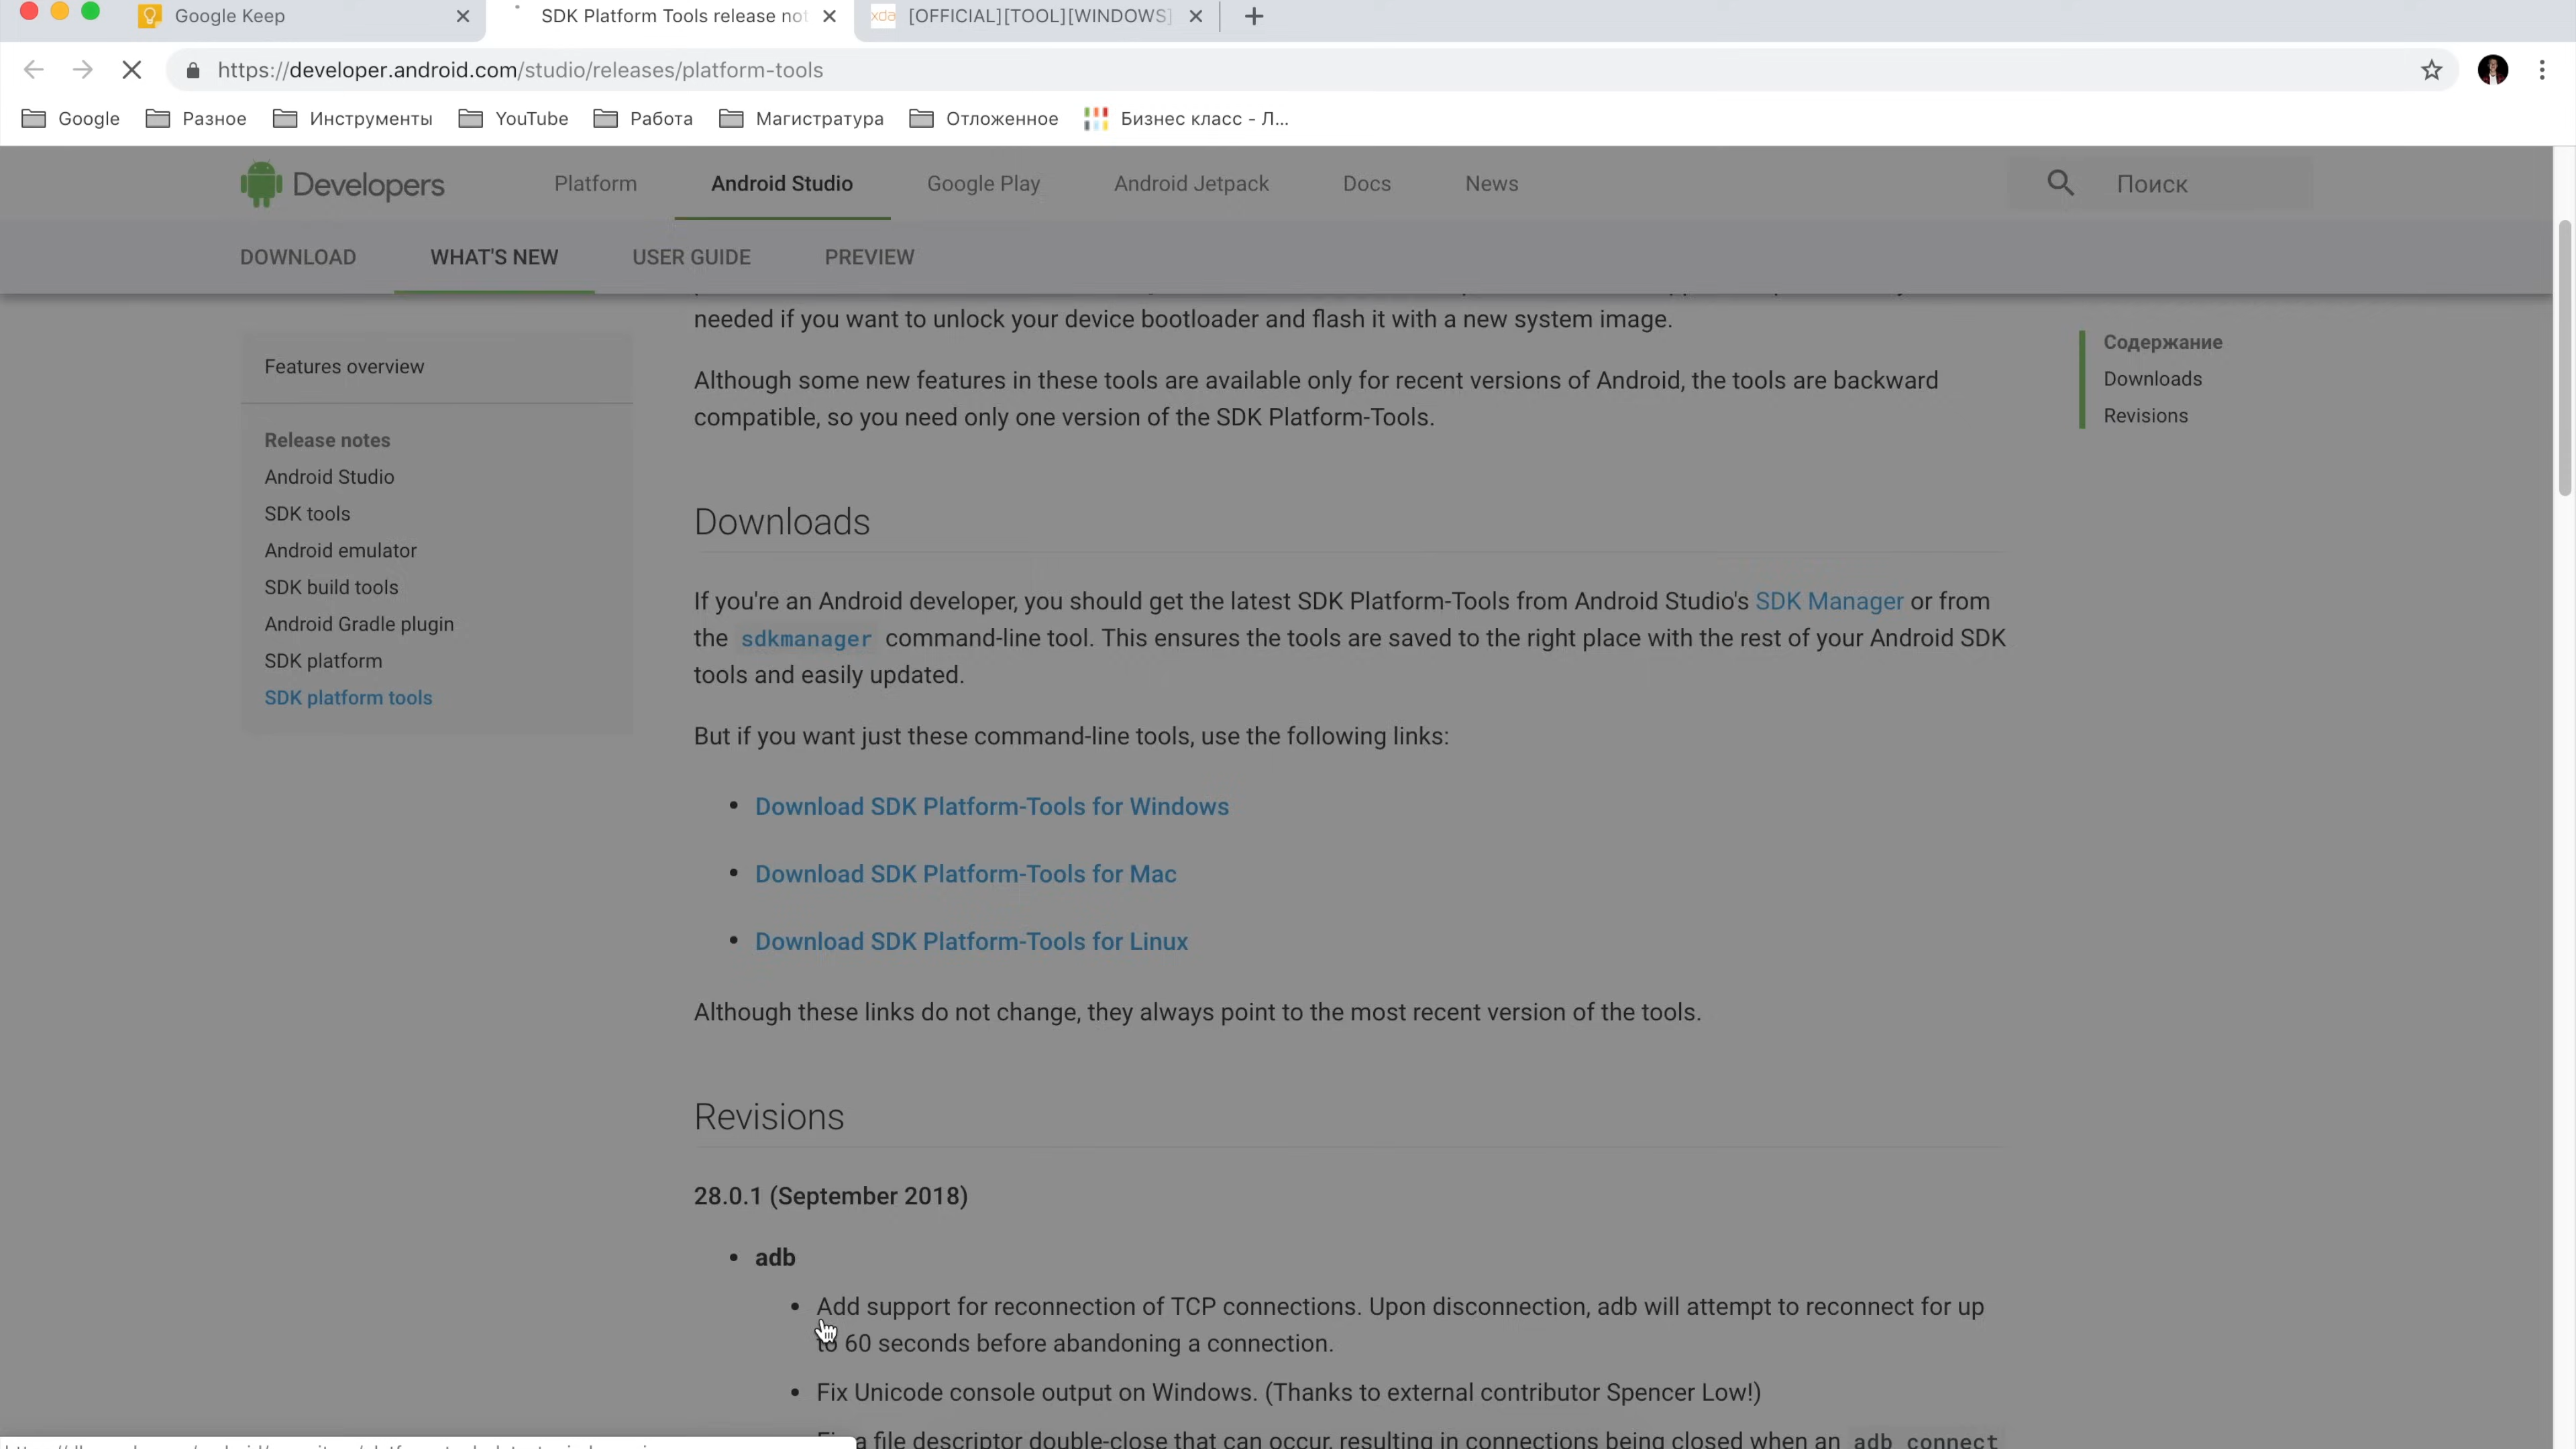 Google Keep
SDK Platform Tools release not
xda [OFFICIAL][TOOL][WINDOWS]
https://developer.android.com/studio/releases/platform-tools
Google Разное Инструменты YouTube Работа Магистратура Отложенное Бизнес класс - Л...
Developers Platform Android Studio Google Play Android Jetpack Docs News Поиск
DOWNLOAD WHAT'S NEW USER GUIDE PREVIEW
Features overview
Release notes
Android Studio
SDK tools
Android emulator
SDK build tools
Android Gradle plugin
SDK platform
SDK platform tools
needed if you want to unlock your device bootloader and flash it with a new system image.
Although some new features in these tools are available only for recent versions of Android, the tools are backward
compatible, so you need only one version of the SDK Platform-Tools.
Downloads
If you're an Android developer, you should get the latest SDK Platform-Tools from Android Studio's SDK Manager or from
the sdkmanager command-line tool. This ensures the tools are saved to the right place with the rest of your Android SDK
tools and easily updated.
But if you want just these command-line tools, use the following links:
• Download SDK Platform-Tools for Windows
• Download SDK Platform-Tools for Mac
• Download SDK Platform-Tools for Linux
Although these links do not change, they always point to the most recent version of the tools.
Revisions
28.0.1 (September 2018)
• adb
• Add support for reconnection of TCP connections. Upon disconnection, adb will attempt to reconnect for up
to 60 seconds before abandoning a connection.
• Fix Unicode console output on Windows. (Thanks to external contributor Spencer Low!)
a file descriptor double-close that can occur, resulting in connections being closed when an adb connect
Содержание
Downloads
Revisions